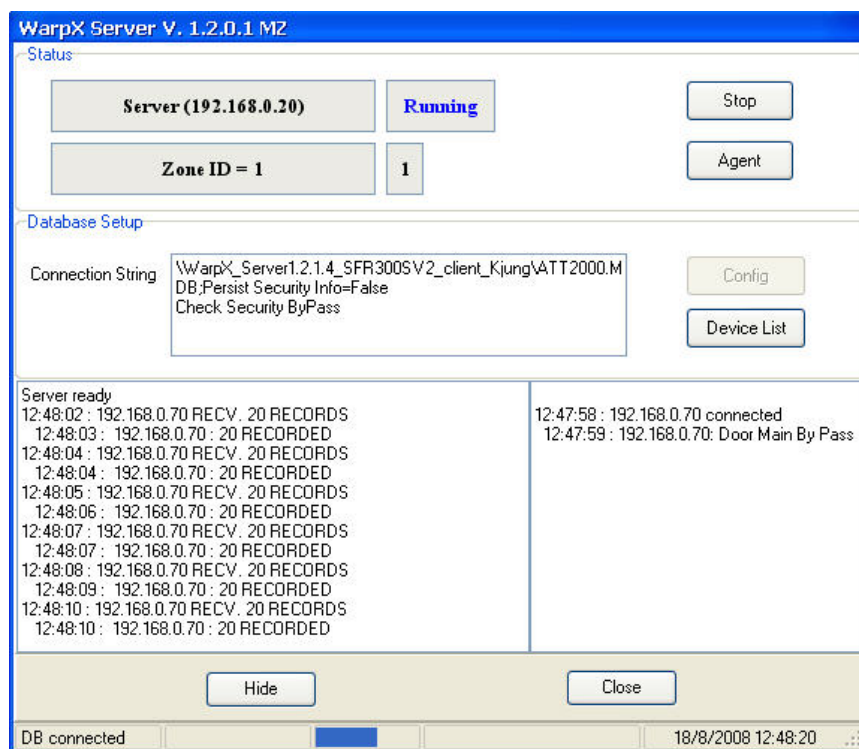 WarpX Server V. 1.2.0.1 MZ
Status
Server (192.168.0.20)
Running
Stop
Zone ID = 1
1
Agent
Database Setup
Connection String
\WarpX_Server1.2.1.4_SFR300SV2_client_Kjung\ATT2000.M
DB;Persist Security Info=False
Check Security ByPass
Config
Device List
Server ready
12:48:02 : 192.168.0.70 RECV. 20 RECORDS
12:48:03 : 192.168.0.70 : 20 RECORDED
12:48:04 : 192.168.0.70 RECV. 20 RECORDS
12:48:04 : 192.168.0.70 : 20 RECORDED
12:48:05 : 192.168.0.70 RECV. 20 RECORDS
12:48:06 : 192.168.0.70 : 20 RECORDED
12:48:07 : 192.168.0.70 RECV. 20 RECORDS
12:48:07 : 192.168.0.70 : 20 RECORDED
12:48:08 : 192.168.0.70 RECV. 20 RECORDS
12:48:09 : 192.168.0.70 : 20 RECORDED
12:48:10 : 192.168.0.70 RECV. 20 RECORDS
12:48:10 : 192.168.0.70 : 20 RECORDED
12:47:58 : 192.168.0.70 connected
12:47:59 : 192.168.0.70: Door Main By Pass
Hide
Close
DB connected
18/8/2008 12:48:20